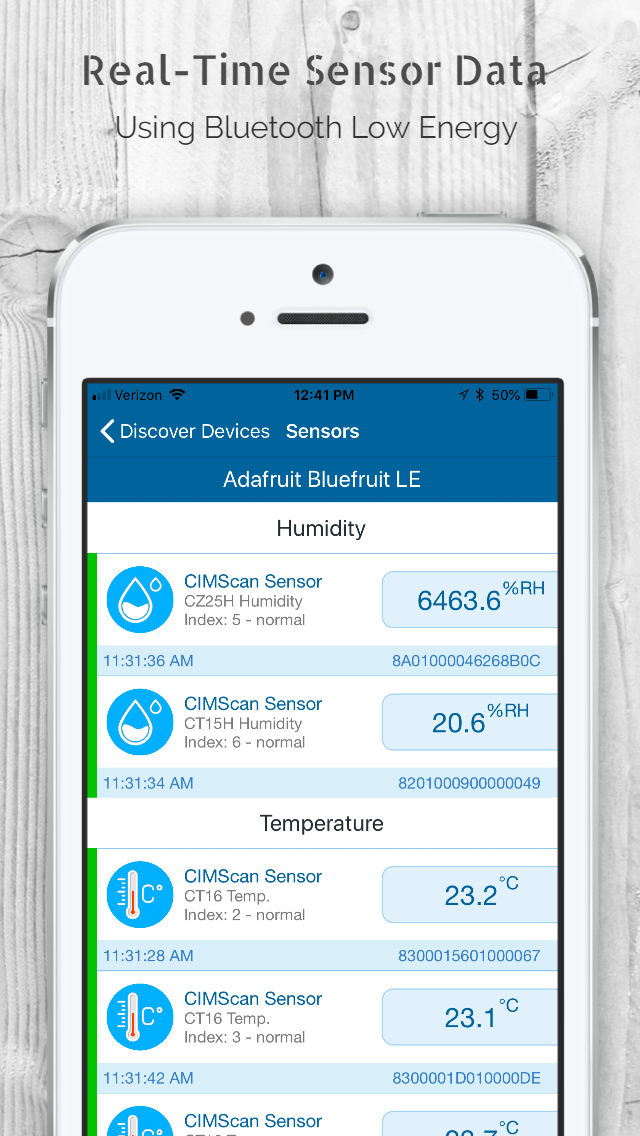 Real-Time Sensor Data
Using Bluetooth Low Energy
Verizon 12:41 PM 50%
Discover Devices Sensors
Adafruit Bluefruit LE
Humidity
CIMScan Sensor
CZ25H Humidity
Index: 5 - normal
6463.6 %RH
11:31:36 AM 8A01000046268B0C
CIMScan Sensor
CT15H Humidity
Index: 6 - normal
20.6 %RH
11:31:34 AM 8201000900000049
Temperature
C°
CIMScan Sensor
CT16 Temp.
Index: 2 - normal
23.2 °C
11:31:28 AM 8300015601000067
C°
CIMScan Sensor
CT16 Temp.
Index: 3 - normal
23.1 °C
11:31:42 AM 8300001D010000DE
CIMScan Sensor
°C